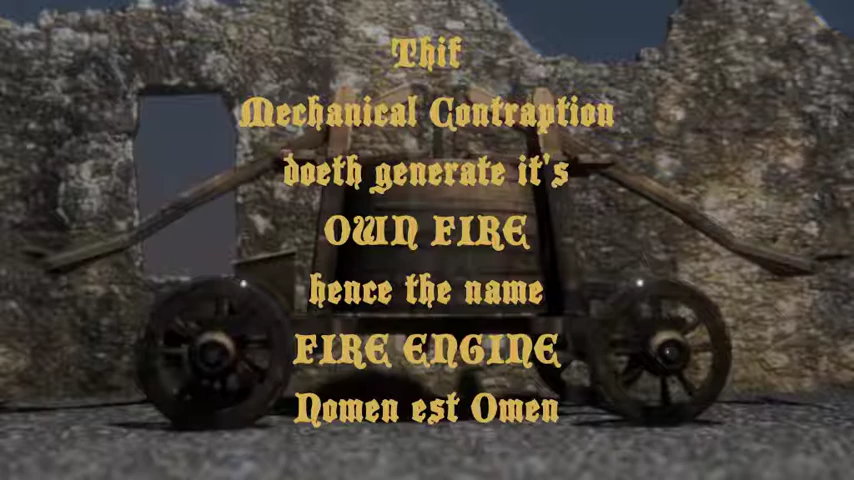 Thif
Mechanical Contraption
doeth generate it's
OWN FIRE
hence the name
FIRE ENGINE
Nomen est Omen